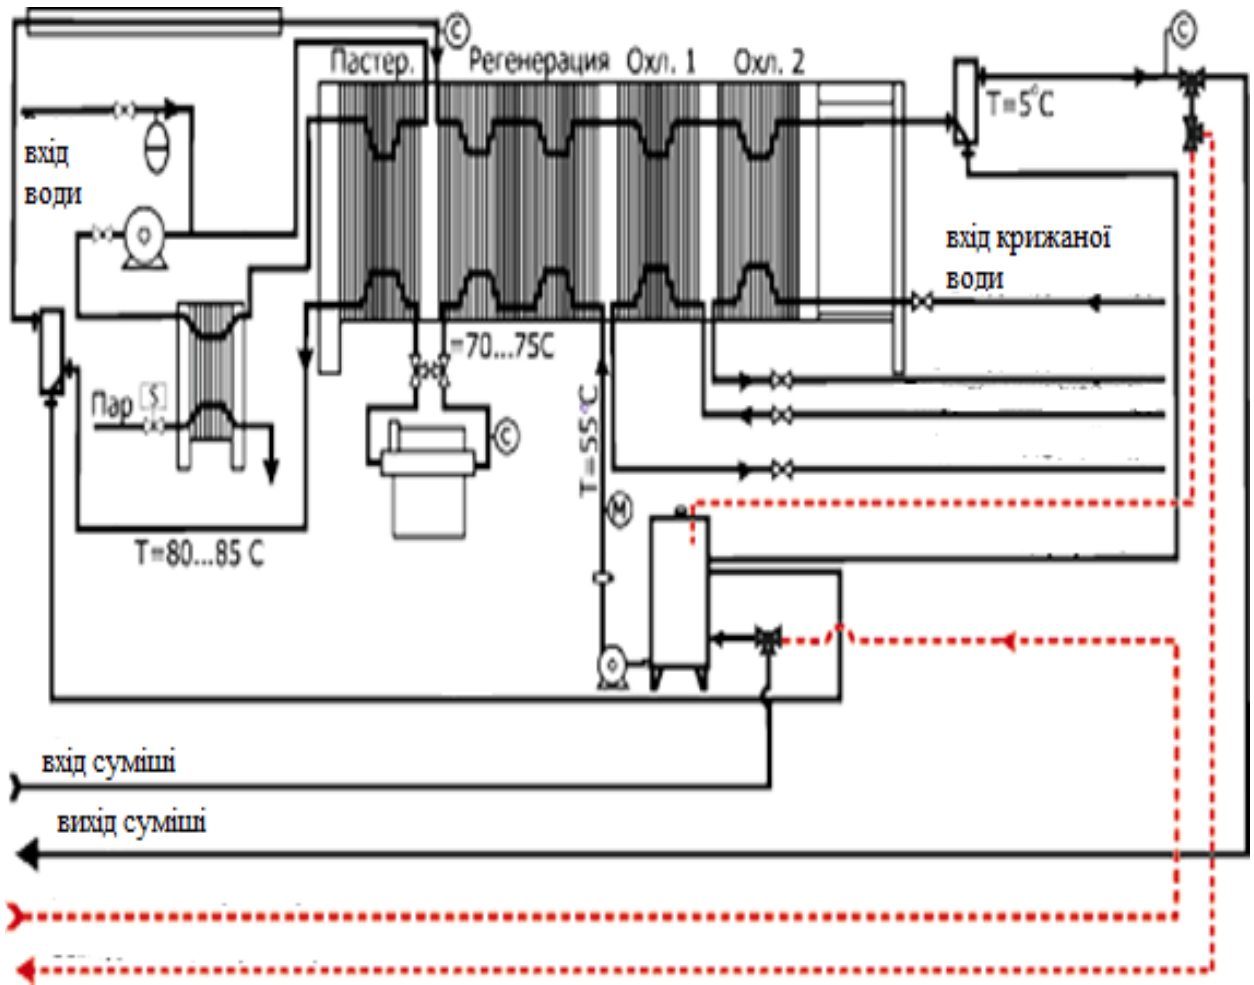 C
C
Пастер.
Регенерация
Охл. 1
Охл. 2
T=5°C
вхід
води
вхід крижаної
води
=70...75C
Пар
S
T=55°C
C
M
T=80...85 C
вхід суміші
вихід суміші